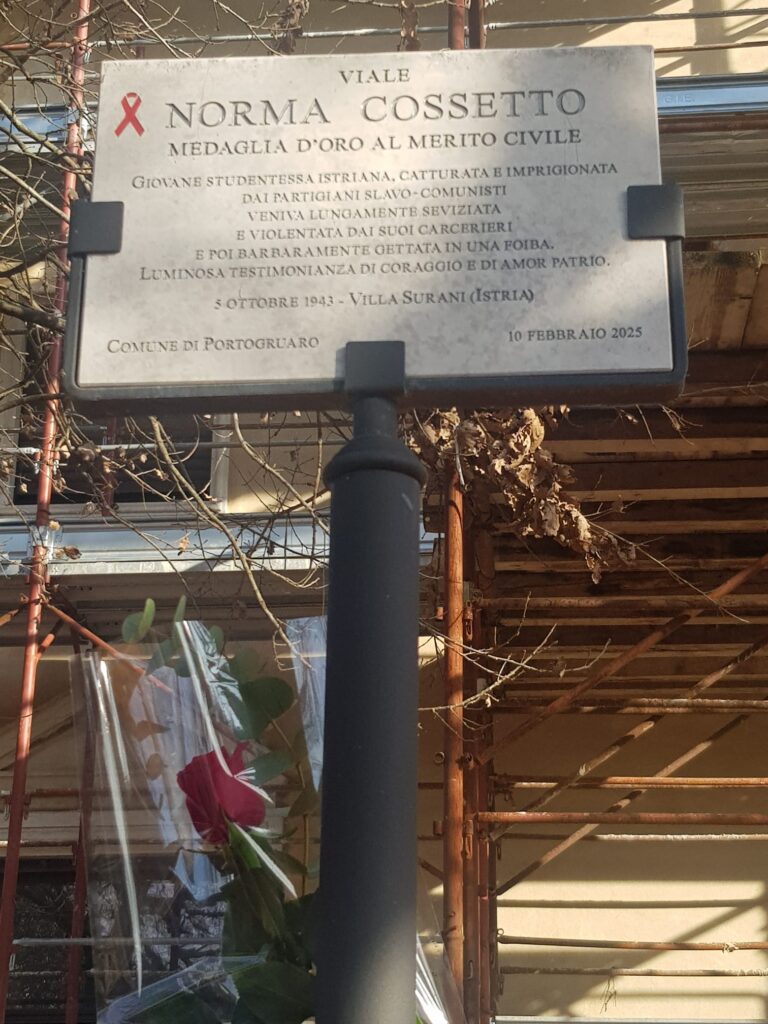 VIALE
NORMA COSSETTO
MEDAGLIA D'ORO AL MERITO CIVILE
GIOVANE STUDENTESSA ISTRIANA, CATTURATA E IMPRIGIONATA
DAI PARTIGIANI SLAVO-COMUNISTI
VENIVA LUNGAMENTE SEVIZIATA
E VIOLENTATA DAI SUOI CARCERIERI
E POI BARBARAMENTE GETTATA IN UNA FOIBA.
LUMINOSA TESTIMONIANZA DI CORAGGIO E DI AMOR PATRIO.
5 OTTOBRE 1943 - VILLA SURANI (ISTRIA)
COMUNE DI PORTOGRUARO
10 FEBBRAIO 2025